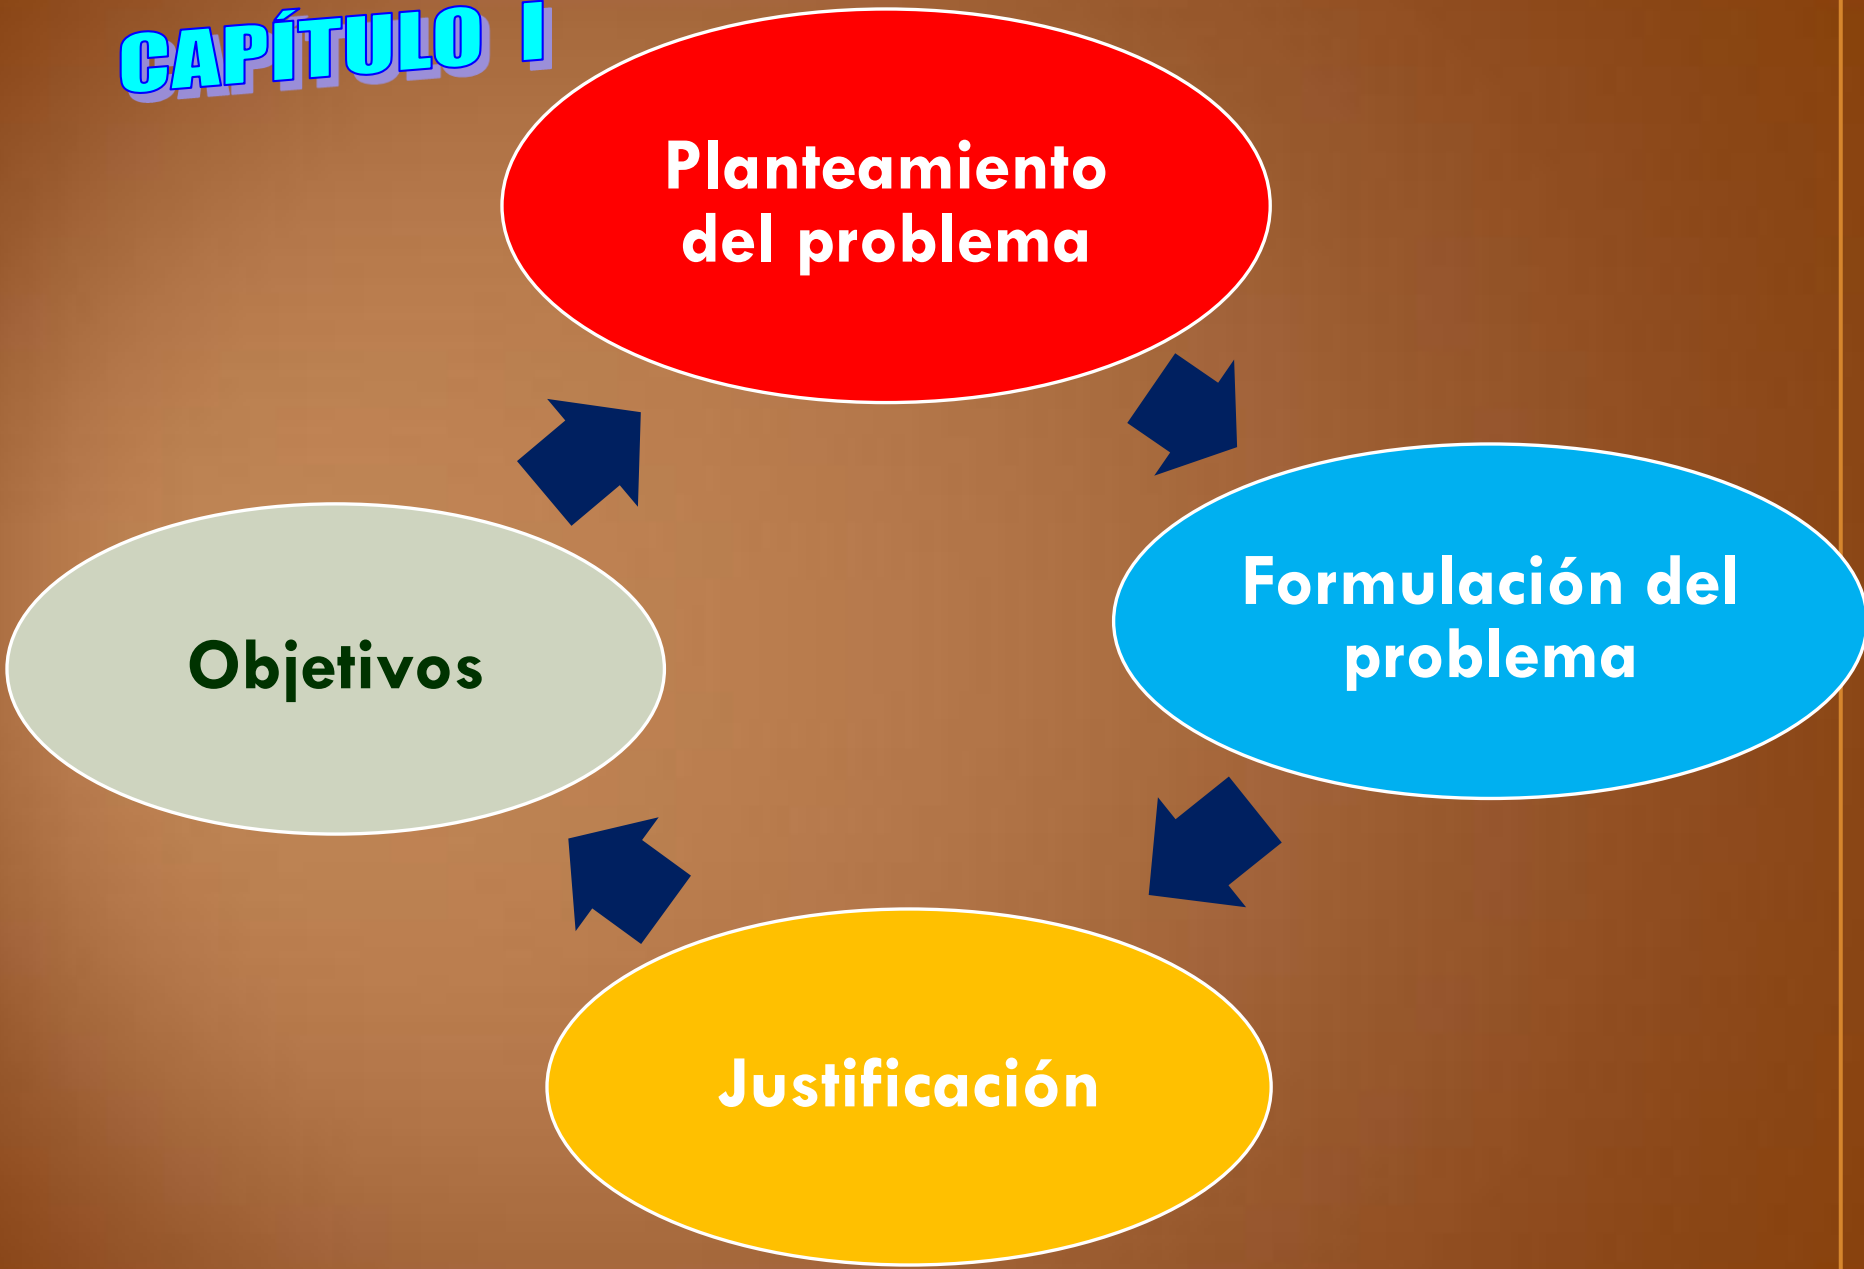 CAPÍTULO I
Planteamiento
del problema
Formulación del
problema
Objetivos
Justificación